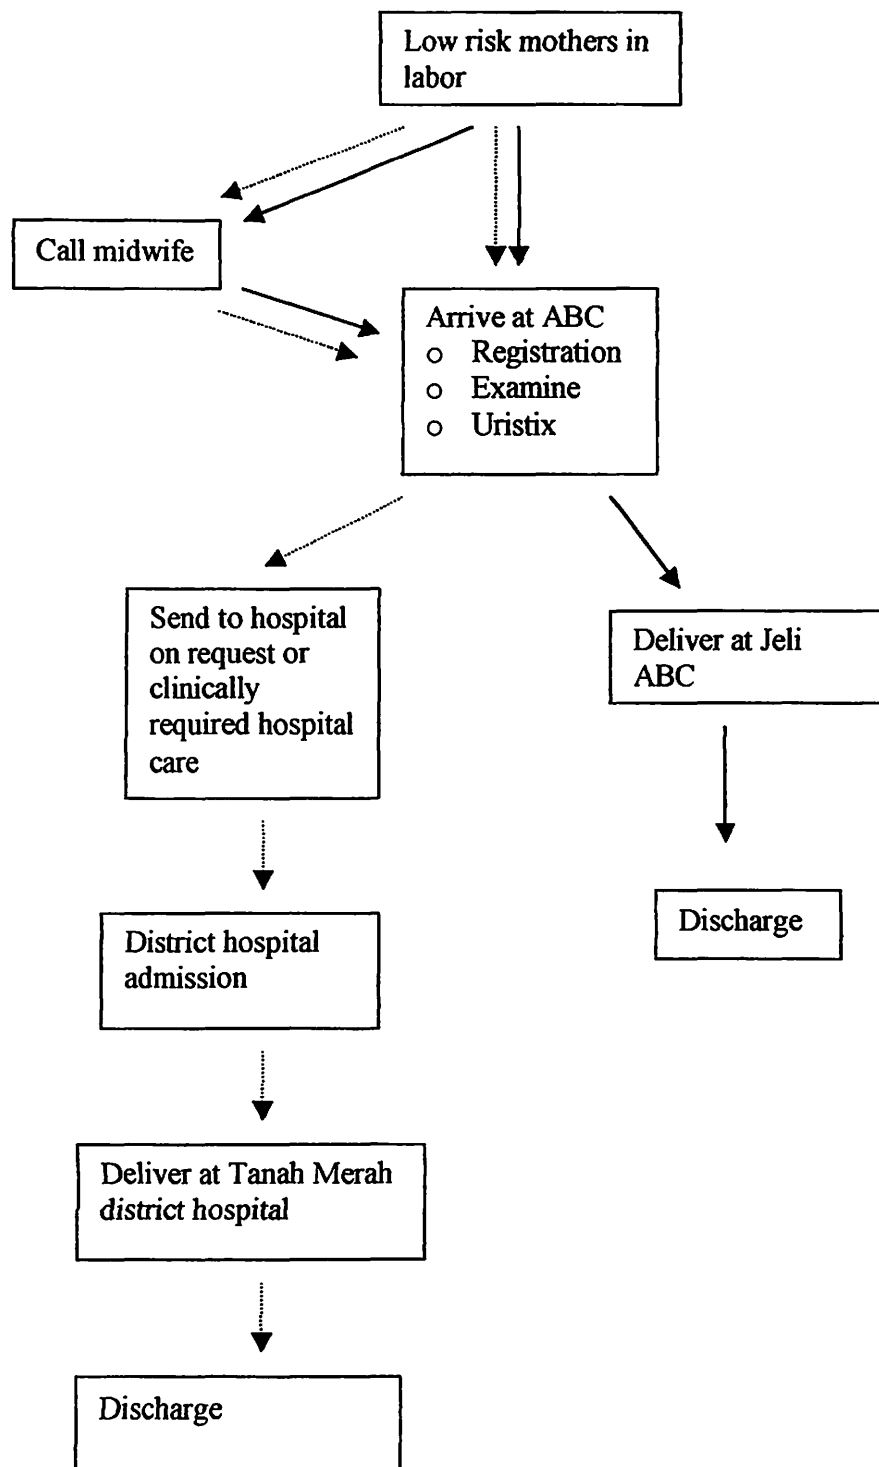 Low risk mothers in
labor
Call midwife
Arrive at ABC
o Registration
o Examine
o Uristix
Send to hospital
on request or
clinically
required hospital
care
Deliver at Jeli
ABC
District hospital
admission
Discharge
Deliver at Tanah Merah
district hospital
Discharge